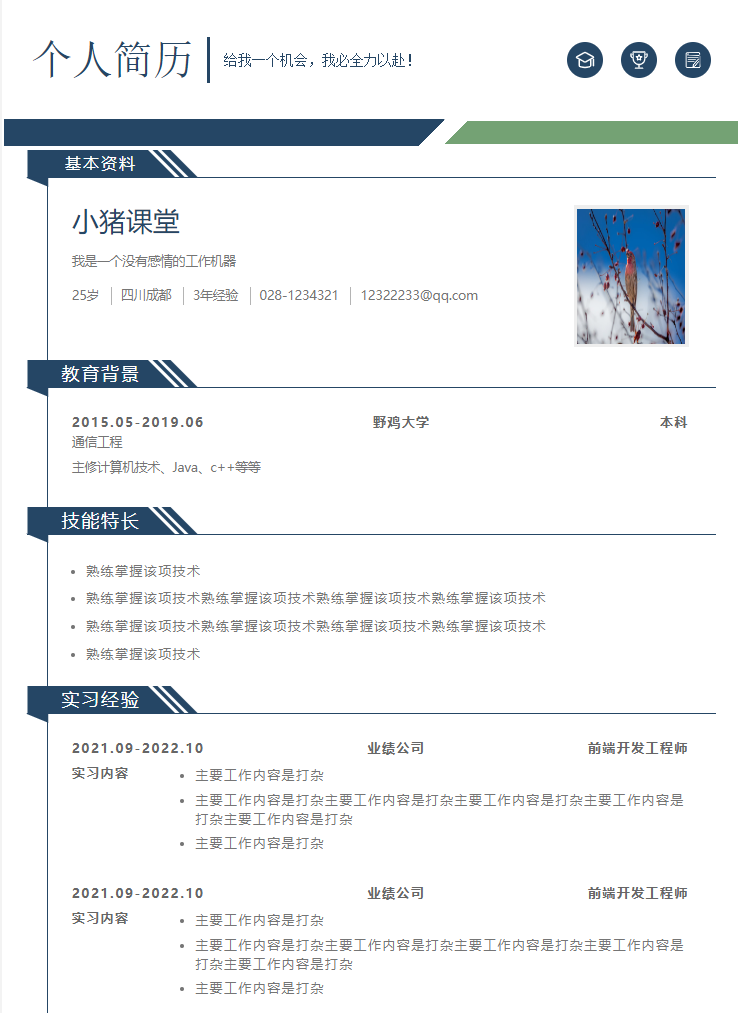 个人简历
给我一个机会，我必全力以赴！
基本资料
小猪课堂
我是一个没有感情的工作机器
25岁 四川成都 3年经验 028-1234321 12322233@qq.com
教育背景
2015.05-2019.06 野鸡大学 本科
通信工程
主修计算机技术、Java、c++等等
技能特长
熟练掌握该项技术
熟练掌握该项技术熟练掌握该项技术熟练掌握该项技术熟练掌握该项技术
熟练掌握该项技术熟练掌握该项技术熟练掌握该项技术熟练掌握该项技术
熟练掌握该项技术
实习经验
2021.09-2022.10 业绩公司 前端开发工程师
实习内容 主要工作内容是打杂
主要工作内容是打杂主要工作内容是打杂主要工作内容是打杂主要工作内容是
打杂主要工作内容是打杂
主要工作内容是打杂
2021.09-2022.10 业绩公司 前端开发工程师
实习内容 主要工作内容是打杂
主要工作内容是打杂主要工作内容是打杂主要工作内容是打杂主要工作内容是
打杂主要工作内容是打杂
主要工作内容是打杂